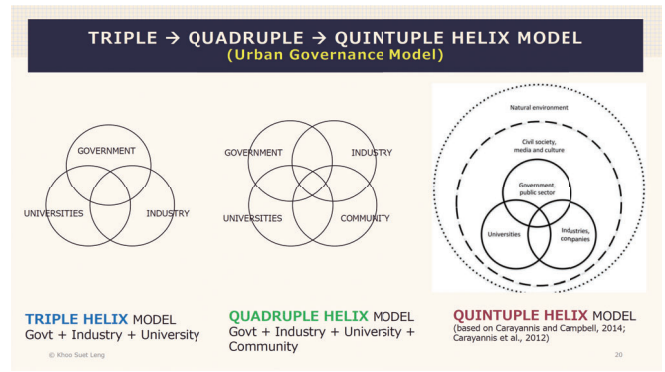 TRIPLE → QUADRUPLE → QUINTUPLE HELIX MODEL
(Urban Governance Model)
GOVERNMENT
UNIVERSITIES
INDUSTRY
GOVERNMENT
INDUSTRY
UNIVERSITIES
COMMUNITY
Natural environment
Civil society,
media and culture
Government,
public sector
Universities
Industries,
companies
TRIPLE HELIX MODEL
Govt + Industry + University
QUADRUPLE HELIX MODEL
Govt + Industry + University +
Community
QUINTUPLE HELIX MODEL
(based on Carayannis and Campbell, 2014;
Carayannis et al., 2012)
© Khoo Suet Leng
20